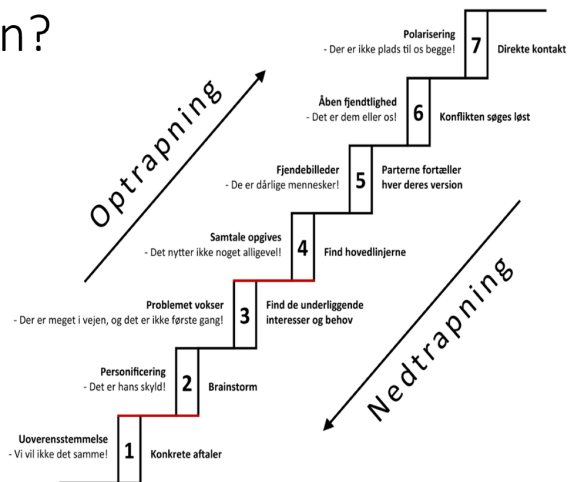 n?
Optrapning
Polarisering
- Der er ikke plads til os begge!
7
Direkte kontakt
Åben fjendtlighed
- Det er dem eller os!
6
Konflikten søges løst
Fjendebilleder
- De er dårlige mennesker!
5
Parterne fortæller
hver deres version
Samtale opgives
- Det nytter ikke noget alligevel!
4
Find hovedlinjerne
Problemet vokser
- Der er meget i vejen, og det er ikke første gang!
3
Find de underliggende
interesser og behov
Personificering
- Det er hans skyld!
2
Brainstorm
Uoverensstemmelse
- Vi vil ikke det samme!
1
Konkrete aftaler
Nedtrapning